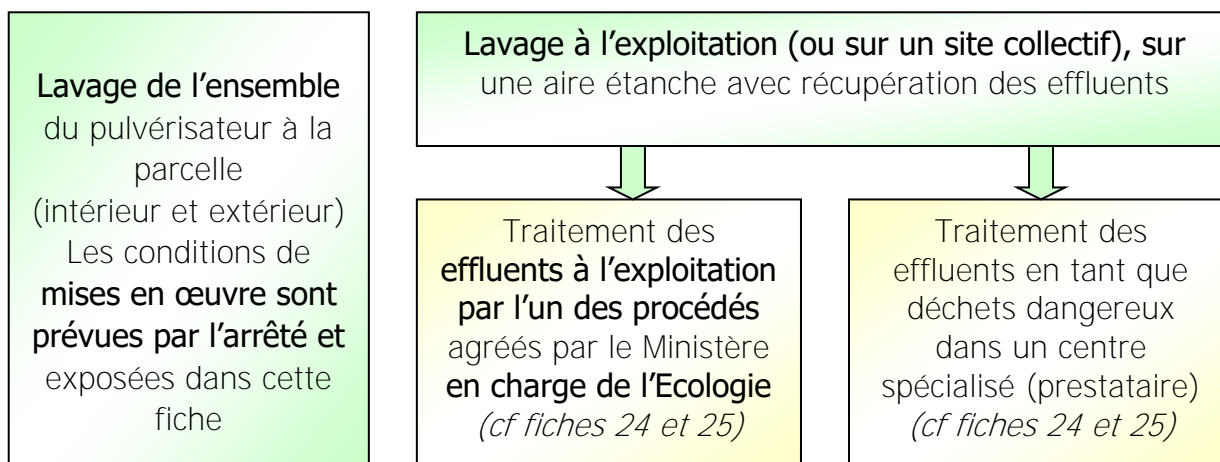 Lavage de l’ensemble
du pulvérisateur à la
parcelle
(intérieur et extérieur)
Les conditions de
mises en œuvre sont
prévues par l’arrêté et
exposées dans cette
fiche
Lavage à l’exploitation (ou sur un site collectif), sur
une aire étanche avec récupération des effluents
Traitement des
effluents à l’exploitation
par l’un des procédés
agréés par le Ministère
en charge de l’Ecologie
(cf fiches 24 et 25)
Traitement des
effluents en tant que
déchets dangereux
dans un centre
spécialisé (prestataire)
(cf fiches 24 et 25)